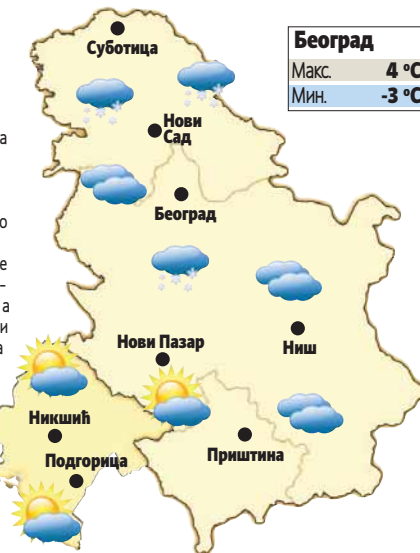 Суботица
Београд
Макс. 4 °C
Мин. -3 °C
Нови
Сад
Београд
Нови Пазар
Ниш
Никшић
Подгорица
Приштина
а
о
е
-
а
и
а